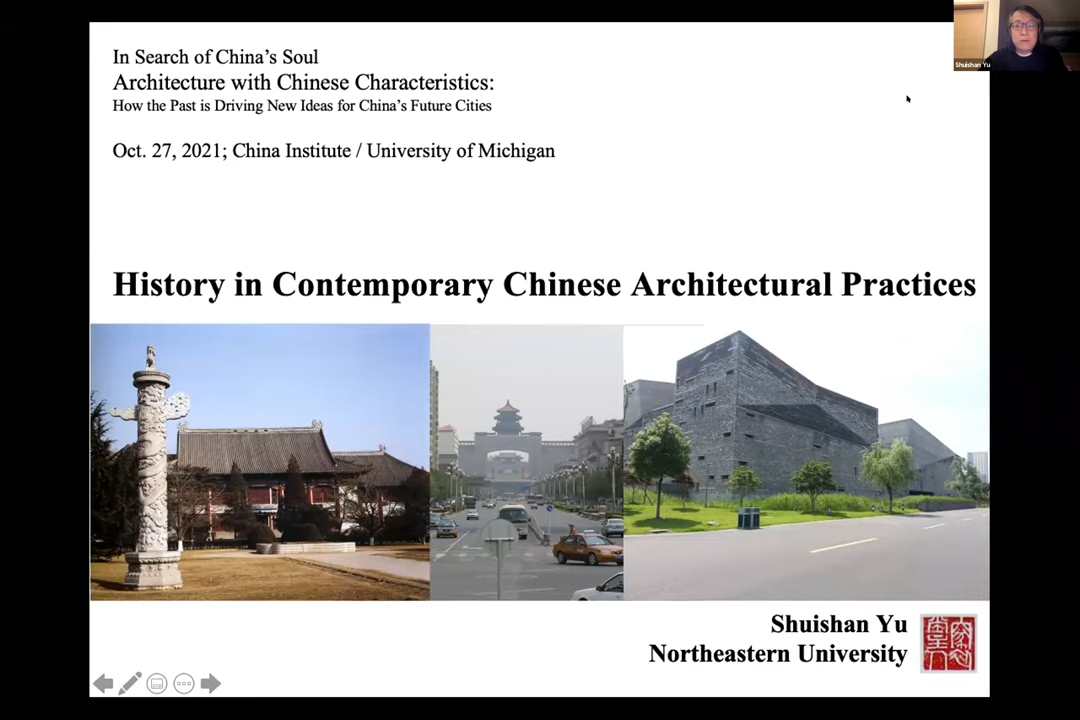 In Search of China's Soul
Architecture with Chinese Characteristics:
How the Past is Driving New Ideas for China's Future Cities
Oct. 27, 2021; China Institute / University of Michigan
History in Contemporary Chinese Architectural Practices
Shuishan Yu
Northeastern University
Shuishan Yu